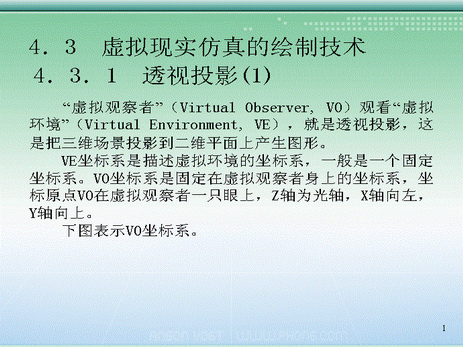 4．3　虚拟现实仿真的绘制技术
4．3．1　透视投影(1)
“虚拟观察者”（Virtual Observer, VO）观看“虚拟
环境”（Virtual Environment, VE），就是透视投影，这
是把三维场景投影到二维平面上产生图形。
VE坐标系是描述虚拟环境的坐标系，一般是一个固定
坐标系。VO坐标系是固定在虚拟观察者身上的坐标系，坐
标原点VO在虚拟观察者一只眼上，Z轴为光轴，X轴向左，
Y轴向上。
下图表示VO坐标系。
1